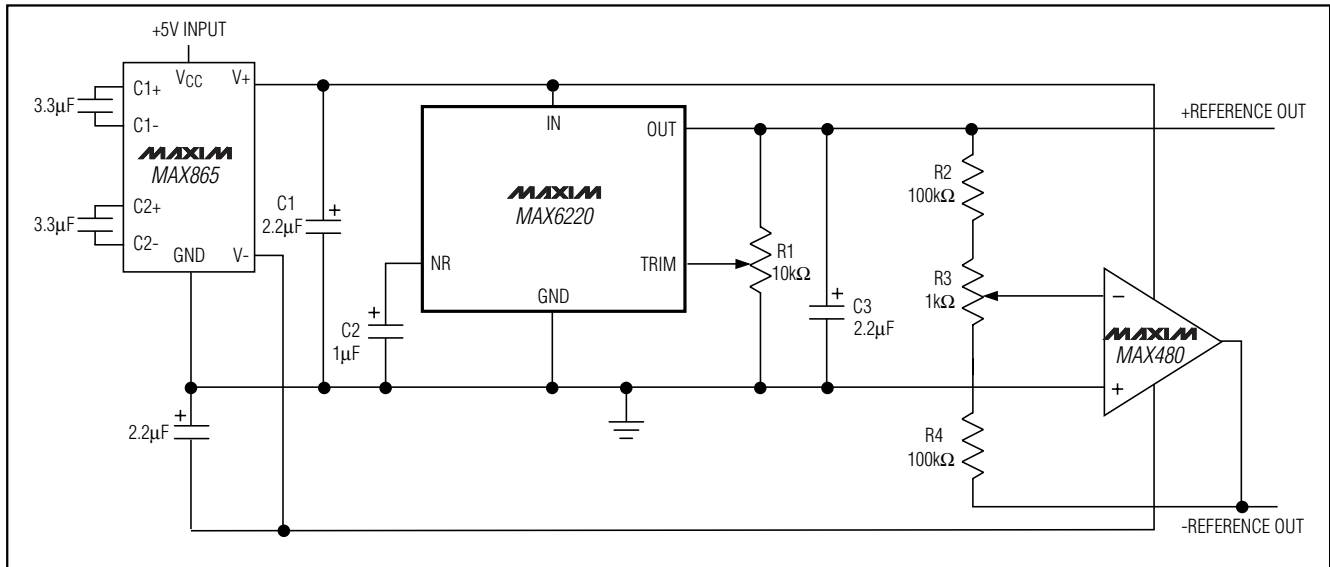 +5V INPUT
VCC
V+
C1+
3.3µF
C1-
MAXIM
MAX865
C2+
3.3µF
C2-
GND
V-
C1
2.2µF
+
IN
OUT
MAXIM
MAX6220
NR
TRIM
GND
+
C2
1µF
R1
10kΩ
+
C3
2.2µF
+REFERENCE OUT
R2
100kΩ
R3
1kΩ
−
MAXIM
MAX480
+
+
2.2µF
R4
100kΩ
-REFERENCE OUT